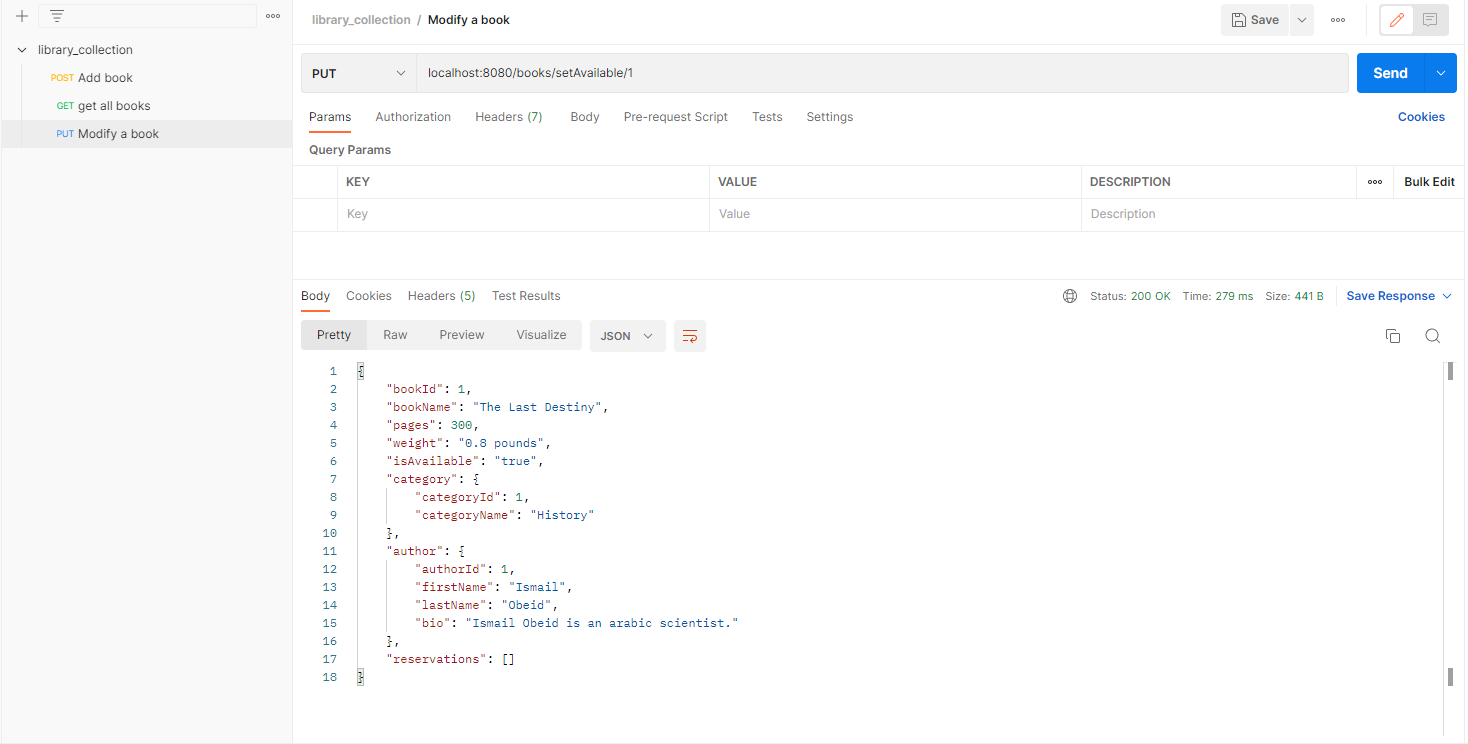 library_collection / Modify a book
Save
library_collection
POST Add book
GET get all books
PUT Modify a book
PUT localhost:8080/books/setAvailable/1 Send
Params Authorization Headers (7) Body Pre-request Script Tests Settings Cookies
Query Params
KEY VALUE DESCRIPTION Bulk Edit
Key Value Description
Body Cookies Headers (5) Test Results Status: 200 OK Time: 279 ms Size: 441 B Save Response
Pretty Raw Preview Visualize JSON
1 {
2 "bookId": 1,
3 "bookName": "The Last Destiny",
4 "pages": 300,
5 "weight": "0.8 pounds",
6 "isAvailable": "true",
7 "category": {
8 "categoryId": 1,
9 "categoryName": "History"
10 },
11 "author": {
12 "authorId": 1,
13 "firstName": "Ismail",
14 "lastName": "Obeid",
15 "bio": "Ismail Obeid is an arabic scientist."
16 },
17 "reservations": []
18 }